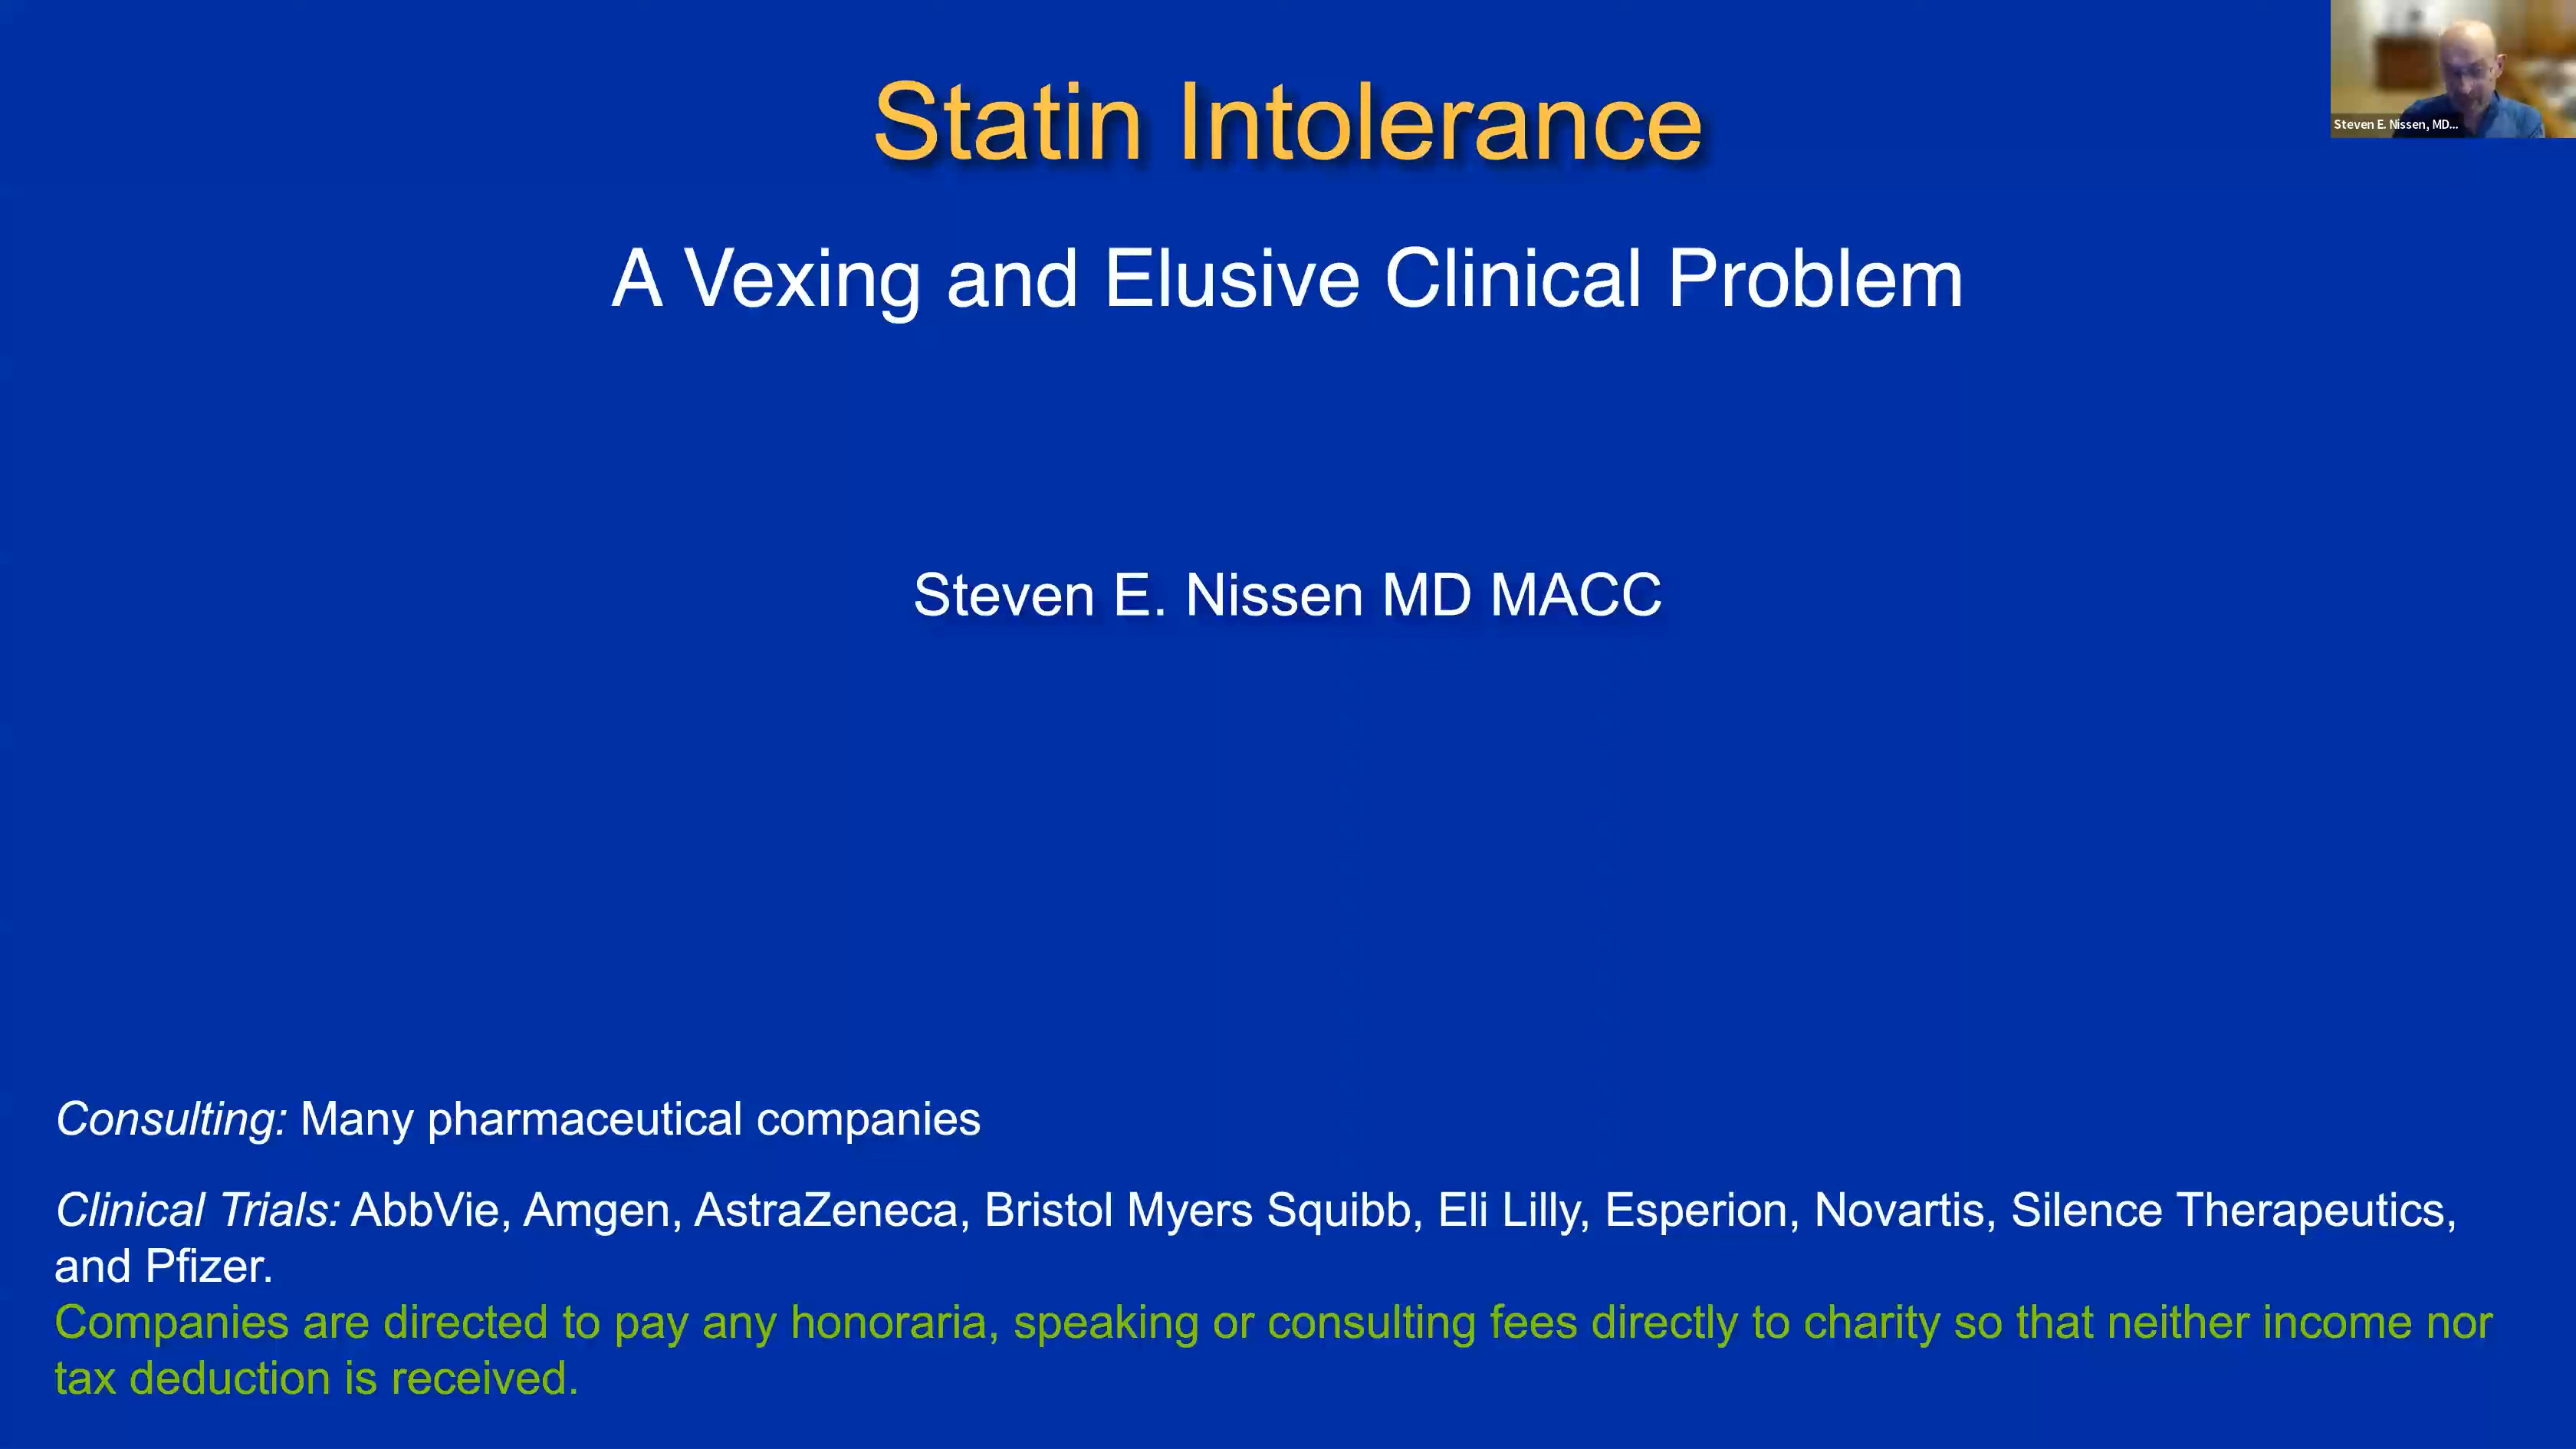 Statin Intolerance
Steven E. Nissen, MD...
A Vexing and Elusive Clinical Problem
Steven E. Nissen MD MACC
Consulting: Many pharmaceutical companies
Clinical Trials: AbbVie, Amgen, AstraZeneca, Bristol Myers Squibb, Eli Lilly, Esperion, Novartis, Silence Therapeutics,
and Pfizer.
Companies are directed to pay any honoraria, speaking or consulting fees directly to charity so that neither income nor
tax deduction is received.